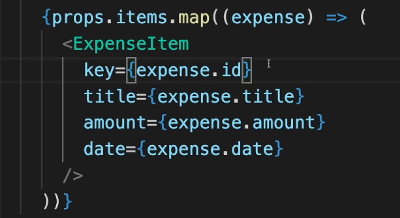 {props.items.map((expense) => (
<ExpenseItem
key={expense.id}
title={expense.title}
amount={expense.amount}
date={expense.date}
/>
))}